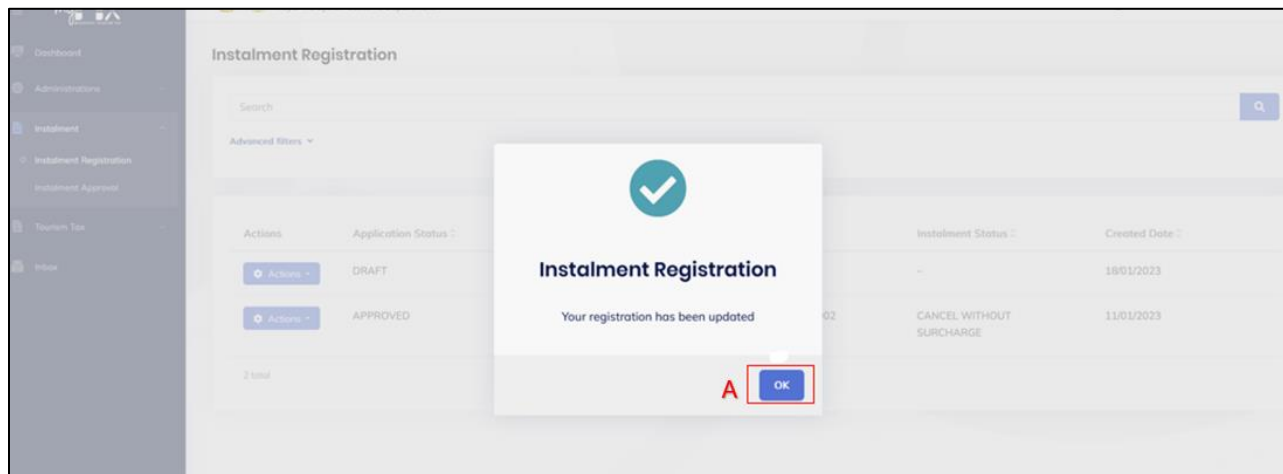 Dashboard
Instalment Registration
Administrations
Search
Instalment
Advanced filters
Instalment Registration
Instalment Approval
Tourism Tax
Actions Application Status Instalment Status Created Date
Inbox
Instalment Registration
Actions DRAFT - 18/01/2023
Your registration has been updated
Actions APPROVED 02 CANCEL WITHOUT 11/01/2023
SURCHARGE
2 total
A OK